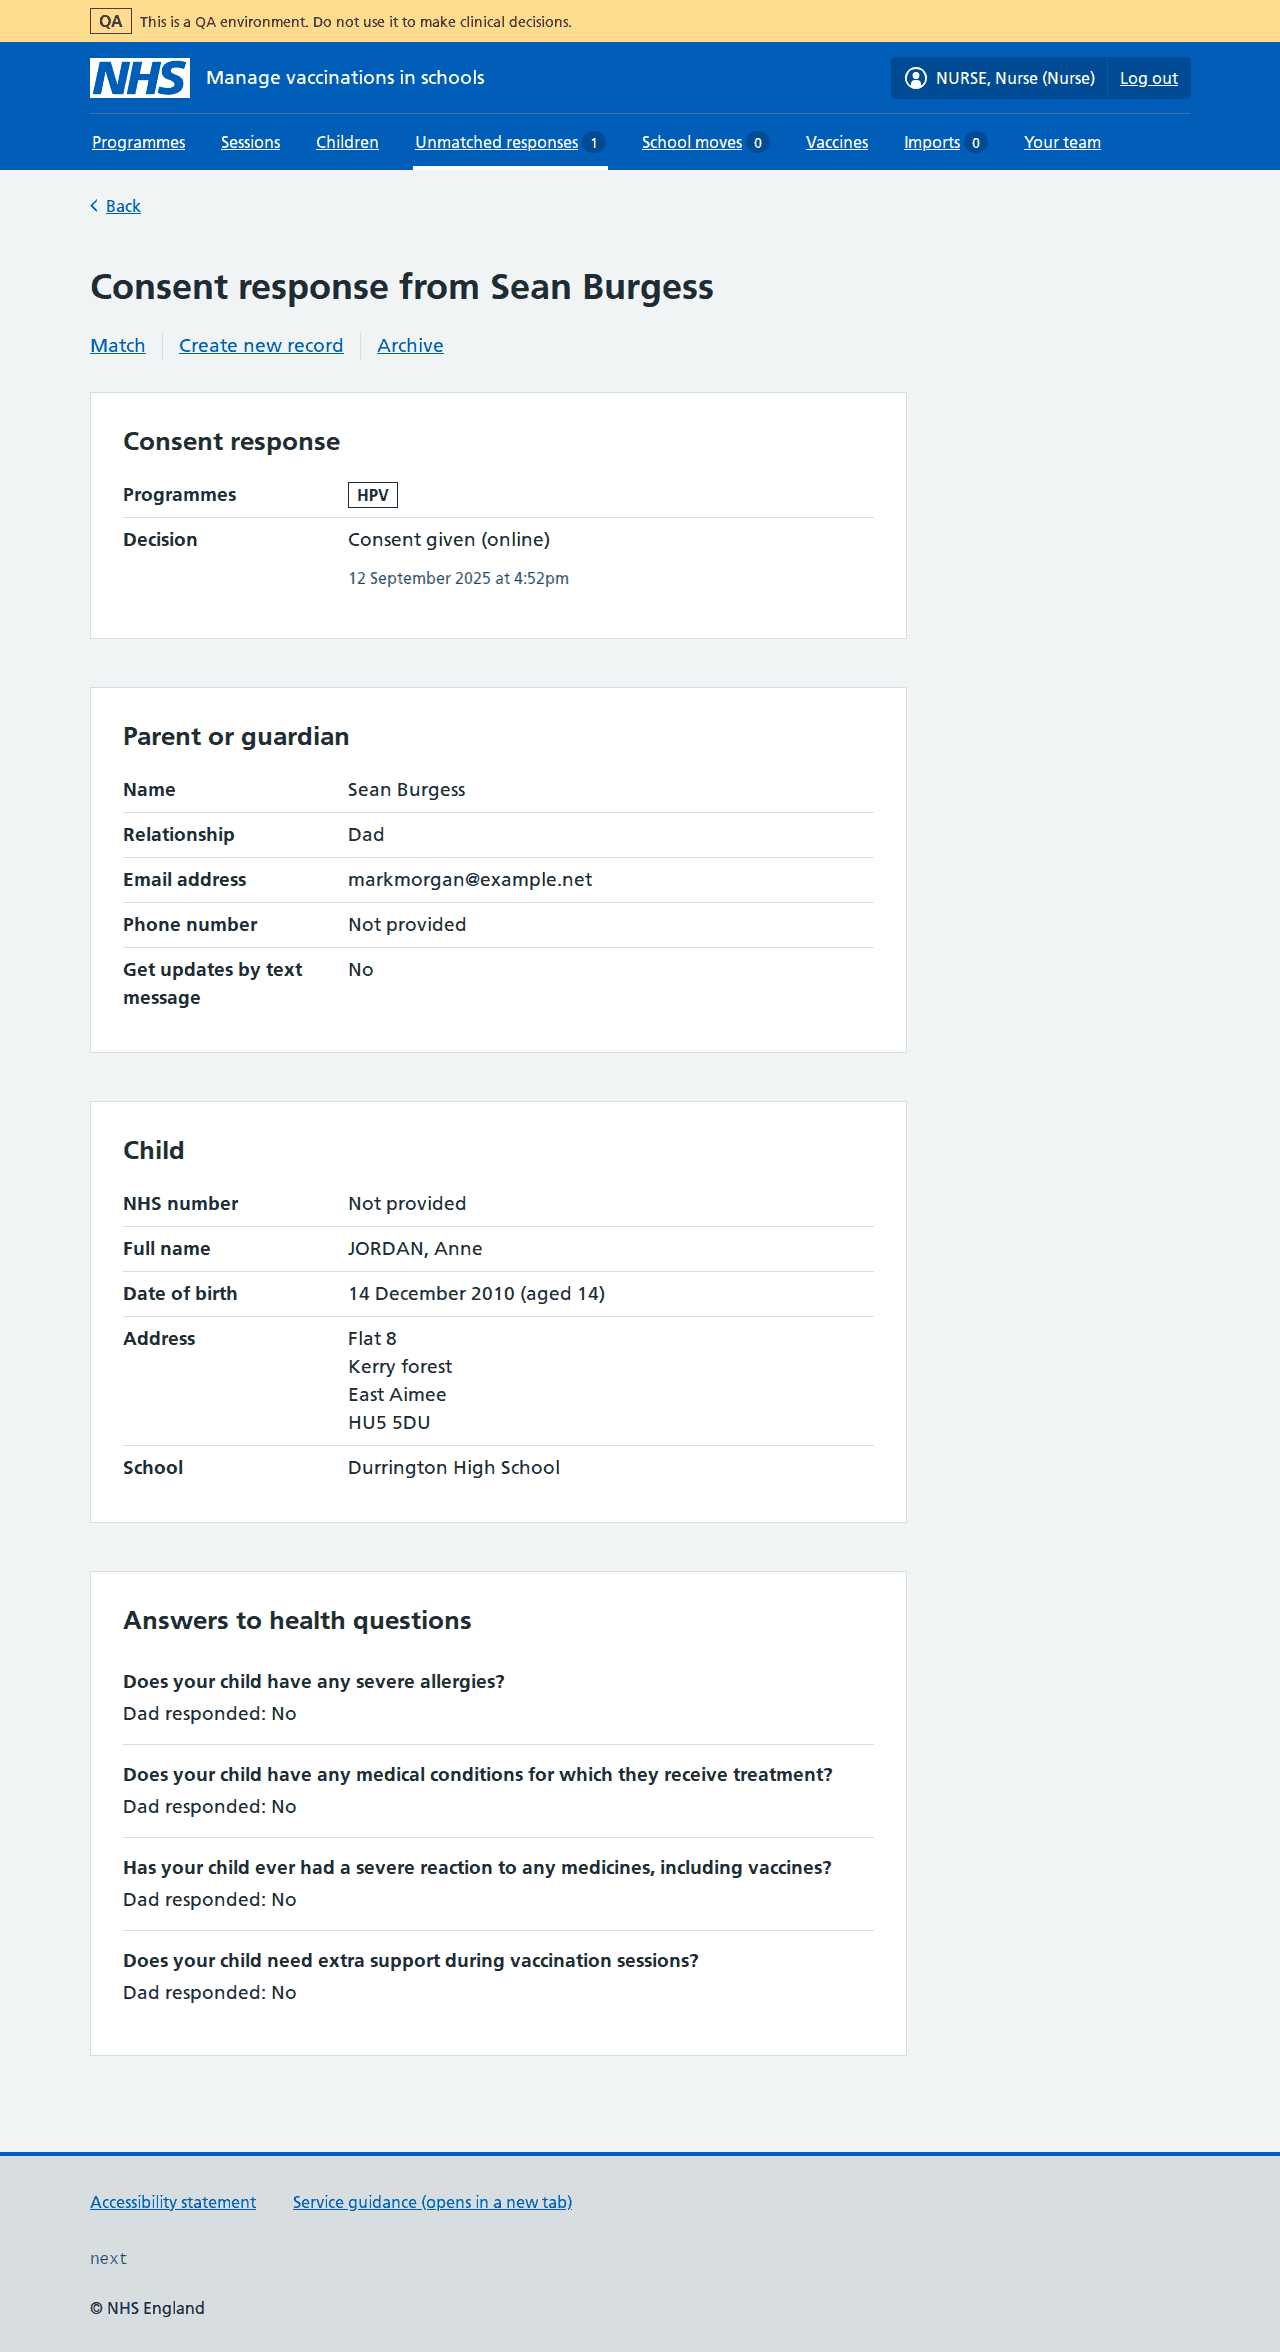 QA This is a QA environment. Do not use it to make clinical decisions.
NHS Manage vaccinations in schools NURSE, Nurse (Nurse) Log out
Programmes Sessions Children Unmatched responses 1 School moves 0 Vaccines Imports 0 Your team
Back
Consent response from Sean Burgess
Match Create new record Archive
Consent response
Programmes HPV
Decision Consent given (online)
12 September 2025 at 4:52pm
Parent or guardian
Name Sean Burgess
Relationship Dad
Email address markmorgan@example.net
Phone number Not provided
Get updates by text No
message
Child
NHS number Not provided
Full name JORDAN, Anne
Date of birth 14 December 2010 (aged 14)
Address Flat 8
Kerry forest
East Aimee
HU5 5DU
School Durrington High School
Answers to health questions
Does your child have any severe allergies?
Dad responded: No
Does your child have any medical conditions for which they receive treatment?
Dad responded: No
Has your child ever had a severe reaction to any medicines, including vaccines?
Dad responded: No
Does your child need extra support during vaccination sessions?
Dad responded: No
Accessibility statement Service guidance (opens in a new tab)
next
© NHS England